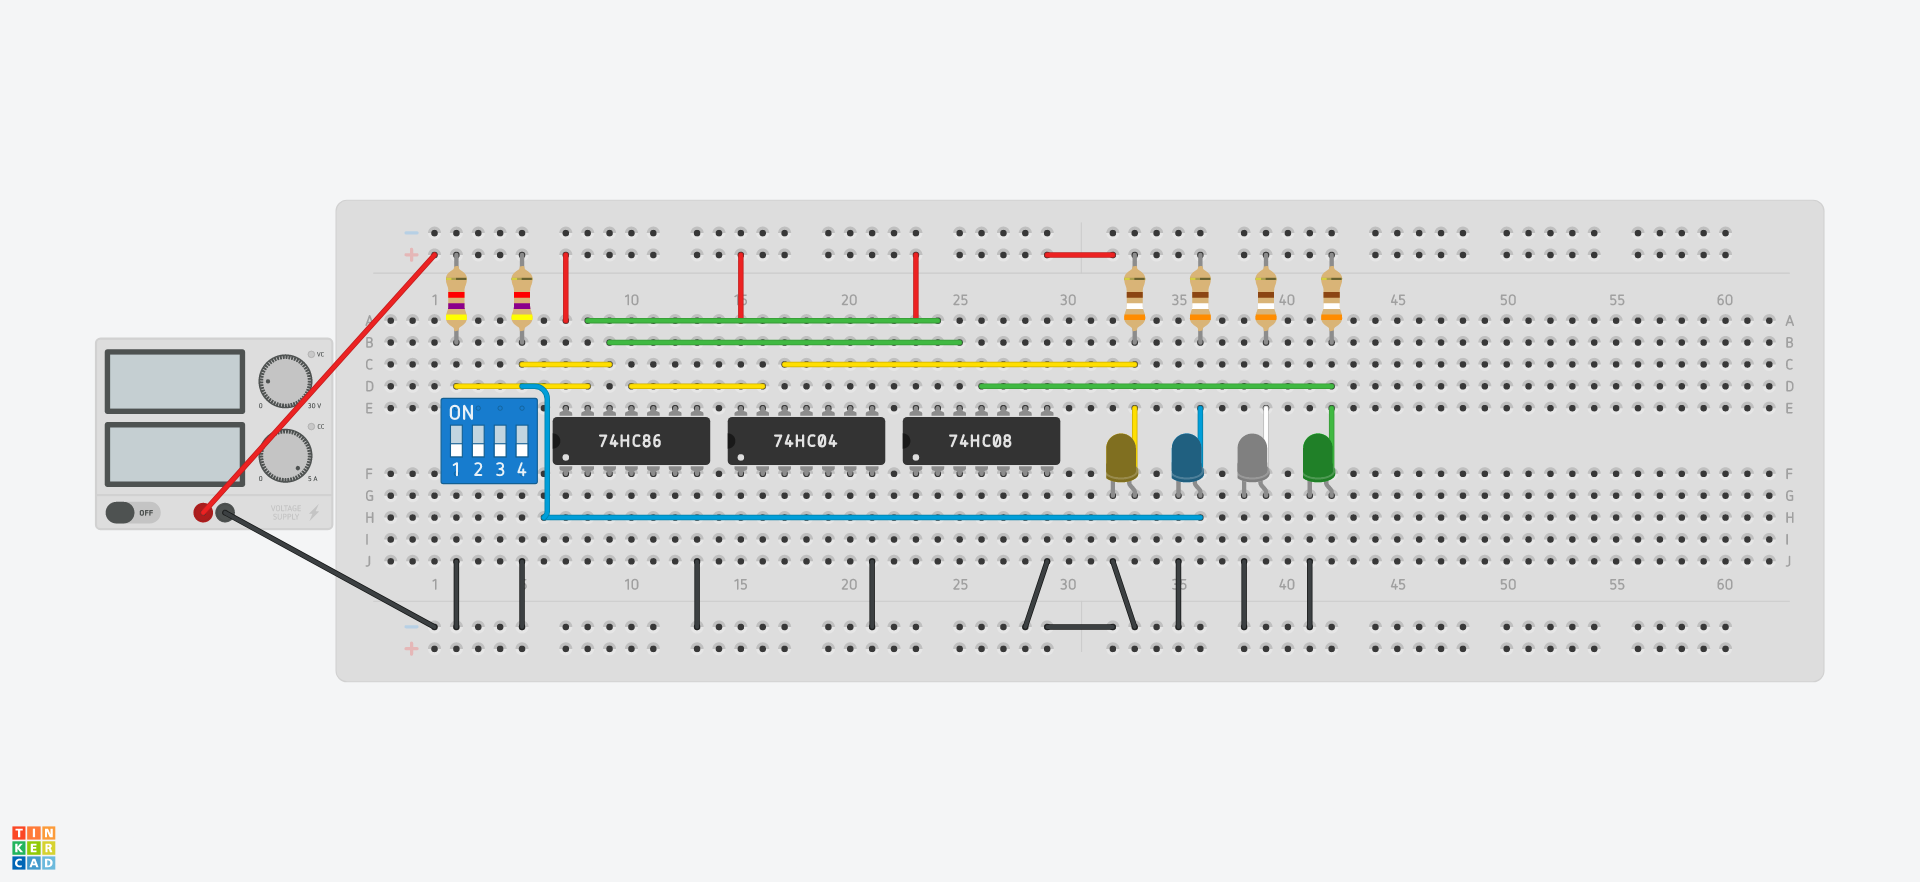 1 10 15 20 25 30 35 40 45 50 55 60
A A
B B
C C
D D
E E
ON
1 2 3 4
74HC86
74HC04
74HC08
F F
G G
H H
I I
J J
1 5 10 15 20 25 30 35 40 45 50 55 60
VC
0 30 V
CC
0 5 A
OFF
VOLTAGE
SUPPLY
TIN
KER
CAD